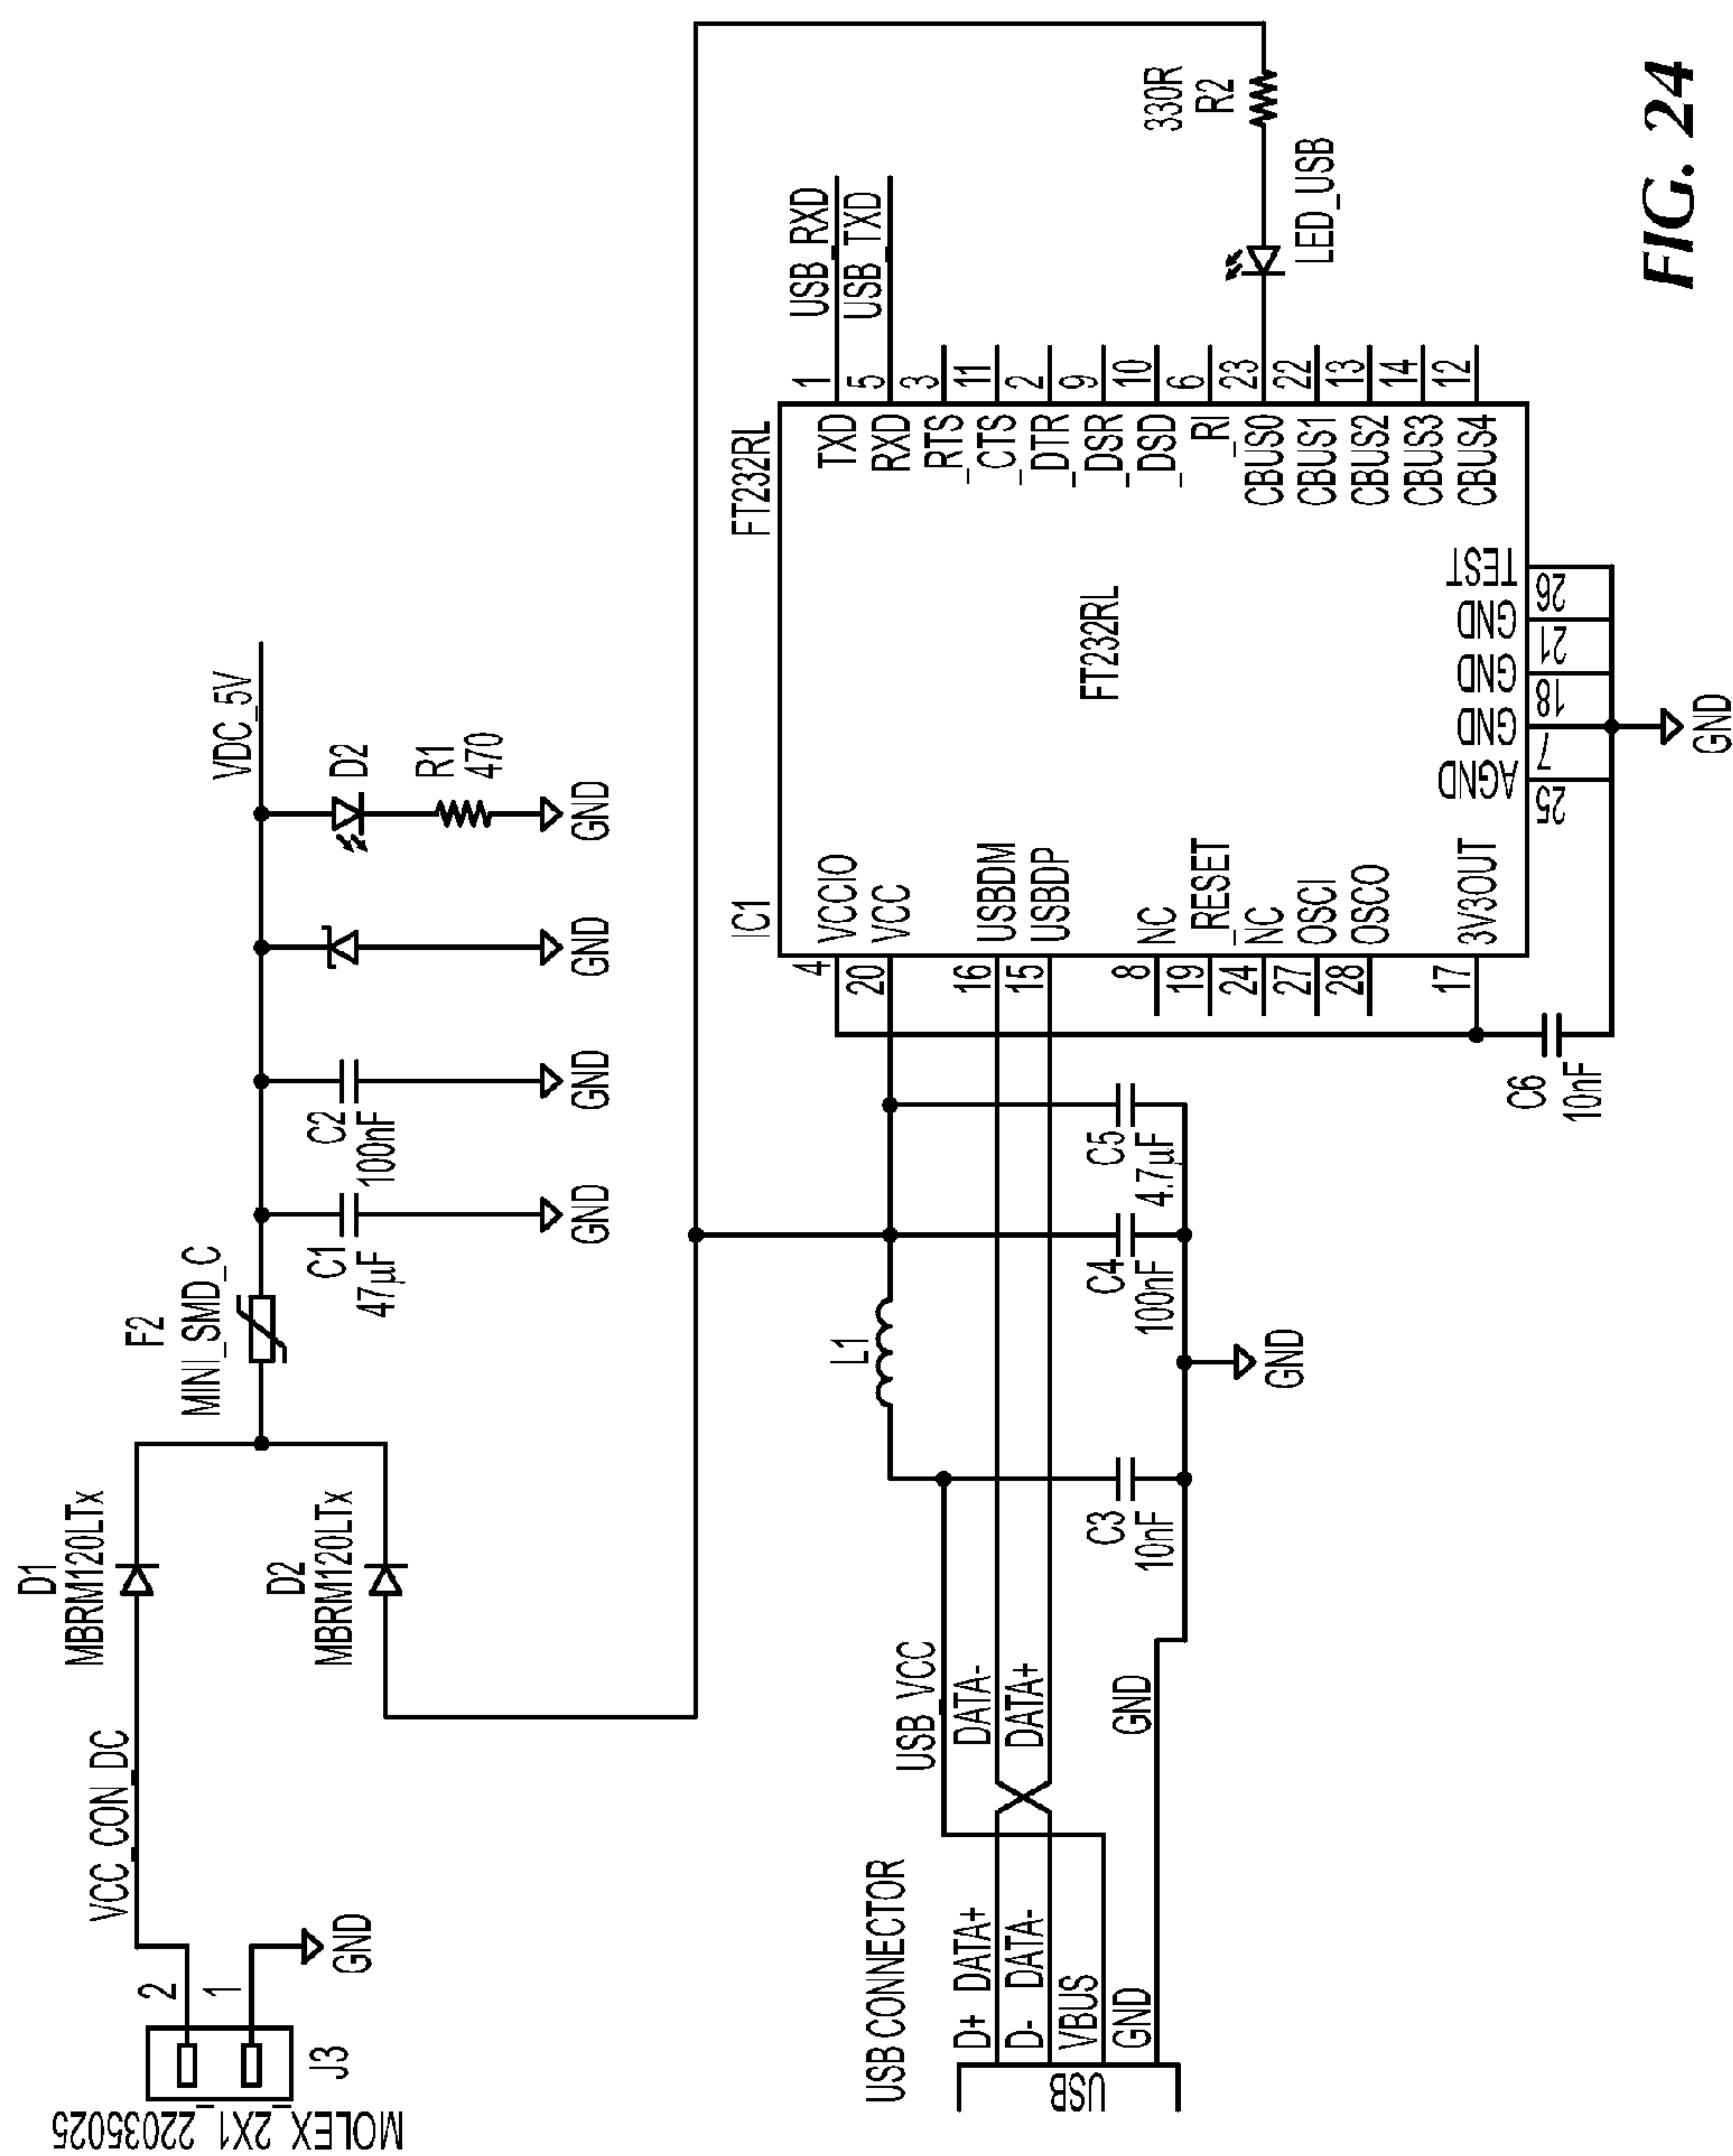 MOLEX_2X1_22035025
J3
2
1
GND
VCC_CON_DC
D1
MBRM120LTx
D2
MBRM120LTx
F2
MINI_SMD_C
C1
47µF
GND
C2
100nF
GND
GND
VDC_5V
D2
R1
470
GND
USB CONNECTOR
USB
D+ DATA+
D- DATA-
VBUS
GND
USB_VCC
DATA-
DATA+
GND
L1
C3
10nF
C4
100nF
C5
4.7µF
GND
IC1
FT232RL
FT232RL
4 VCCIO
20 VCC
16 USBDM
15 USBDP
8 NC
19 _RESET
24 NC
27 OSCI
28 OSCO
17 3V3OUT
C6
10nF
TXD 1
RXD 5
_RTS 3
_CTS 11
_DTR 2
_DSR 9
_DSD 10
_RI 6
CBUS0 23
CBUS1 22
CBUS2 13
CBUS3 14
CBUS4 12
AGND 25
GND 7
GND 18
GND 21
TEST 26
GND
USB_RXD
USB_TXD
LED_USB
330R
R2
FIG. 24